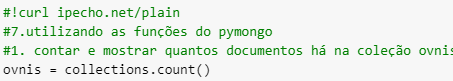 #!curl ipecho.net/plain
#7.utilizando as funções do pymongo
#1. contar e mostrar quantos documentos há na coleção ovnis
ovnis = collections.count()